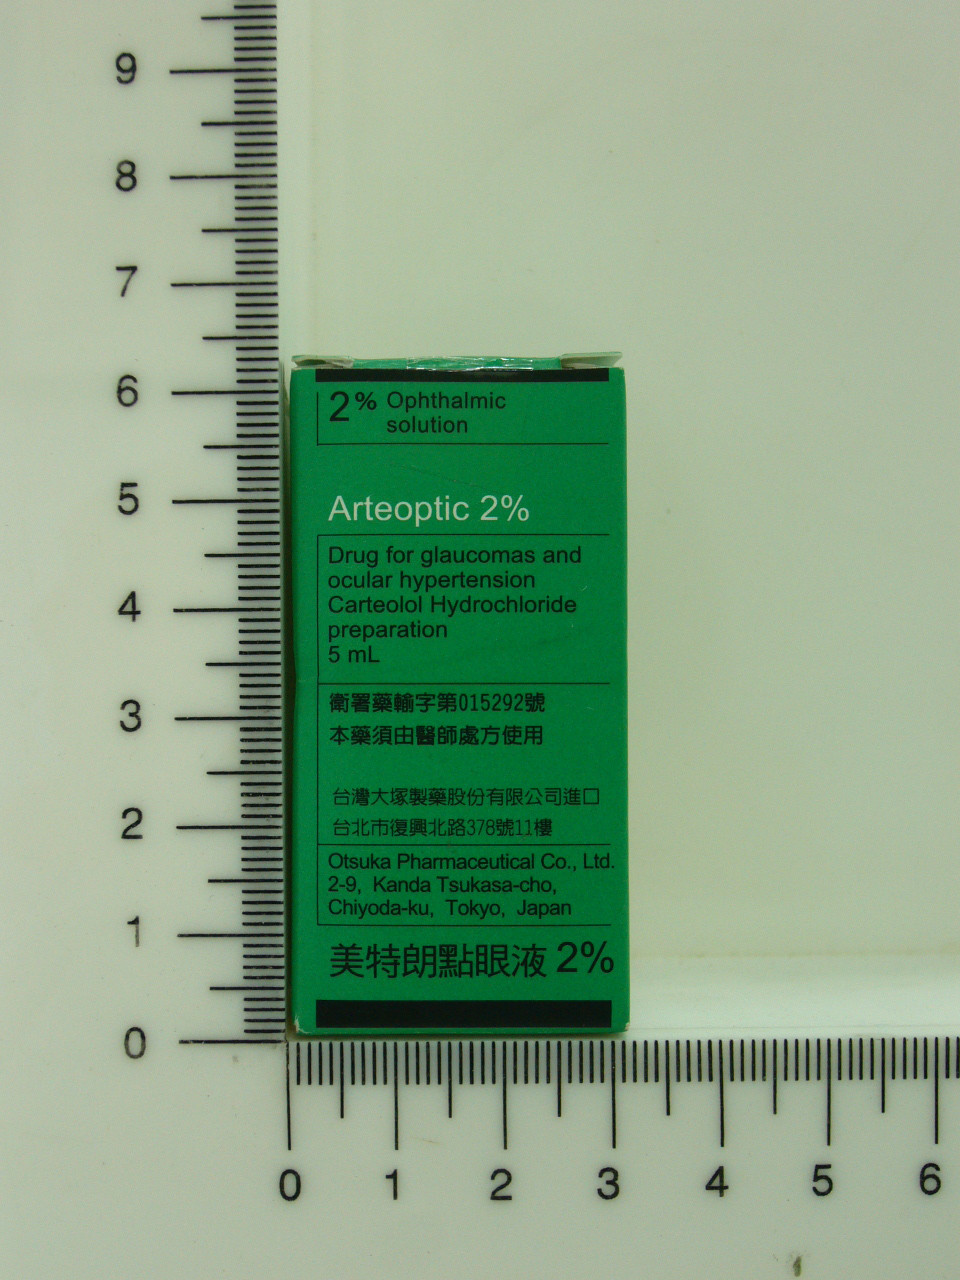 9
8
7
6
5
4
3
2
1
0
2% Ophthalmic
solution
Arteoptic 2%
Drug for glaucomas and
ocular hypertension
Carteolol Hydrochloride
preparation
5 mL
衛署藥輸字第015292號
本藥須由醫師處方使用
台灣大塚製藥股份有限公司進口
台北市復興北路378號11樓
Otsuka Pharmaceutical Co., Ltd.
2-9, Kanda Tsukasa-cho,
Chiyoda-ku, Tokyo, Japan
美特朗點眼液 2%
0 1 2 3 4 5 6